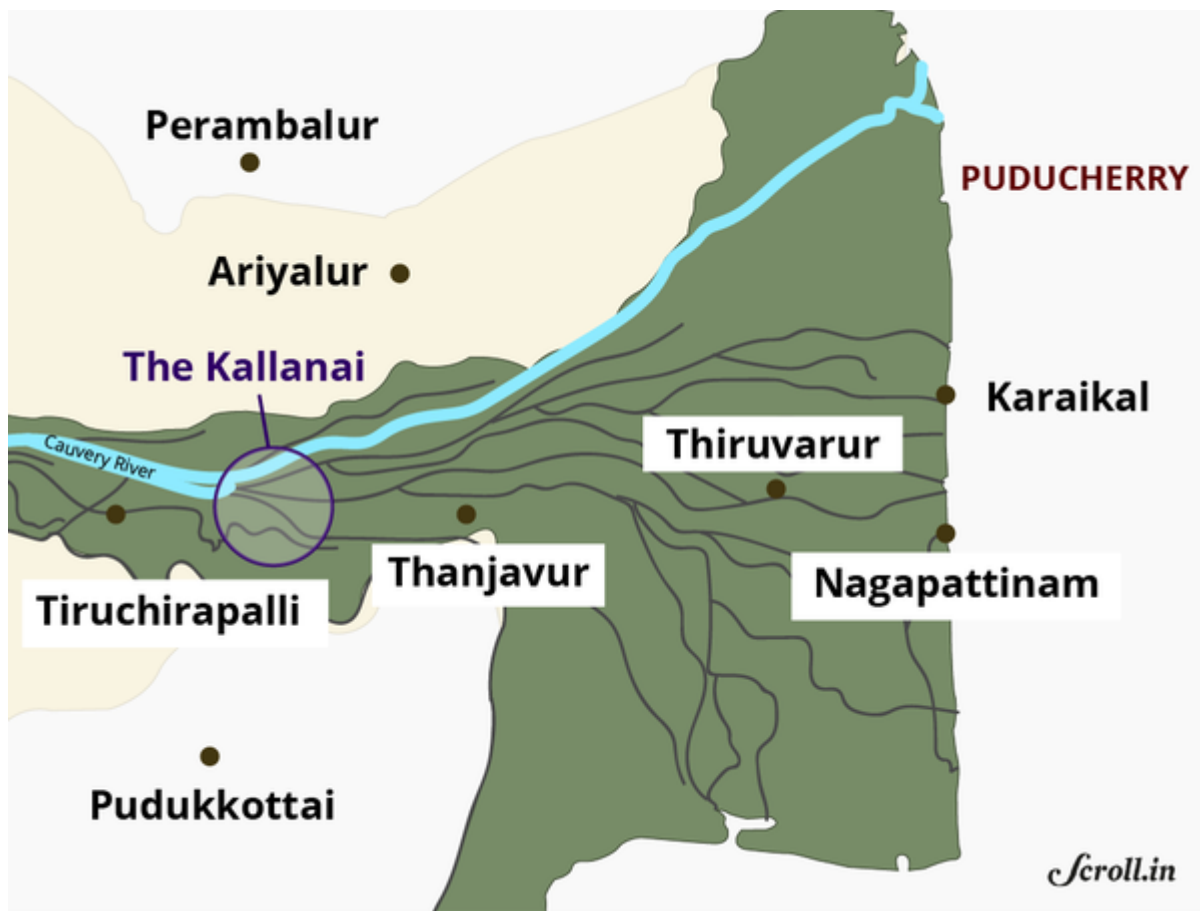 Perambalur
PUDUCHERRY
Ariyalur
The Kallanai
Karaikal
Thiruvarur
Cauvery River
Thanjavur
Nagapattinam
Tiruchirapalli
Pudukkottai
Scroll.in